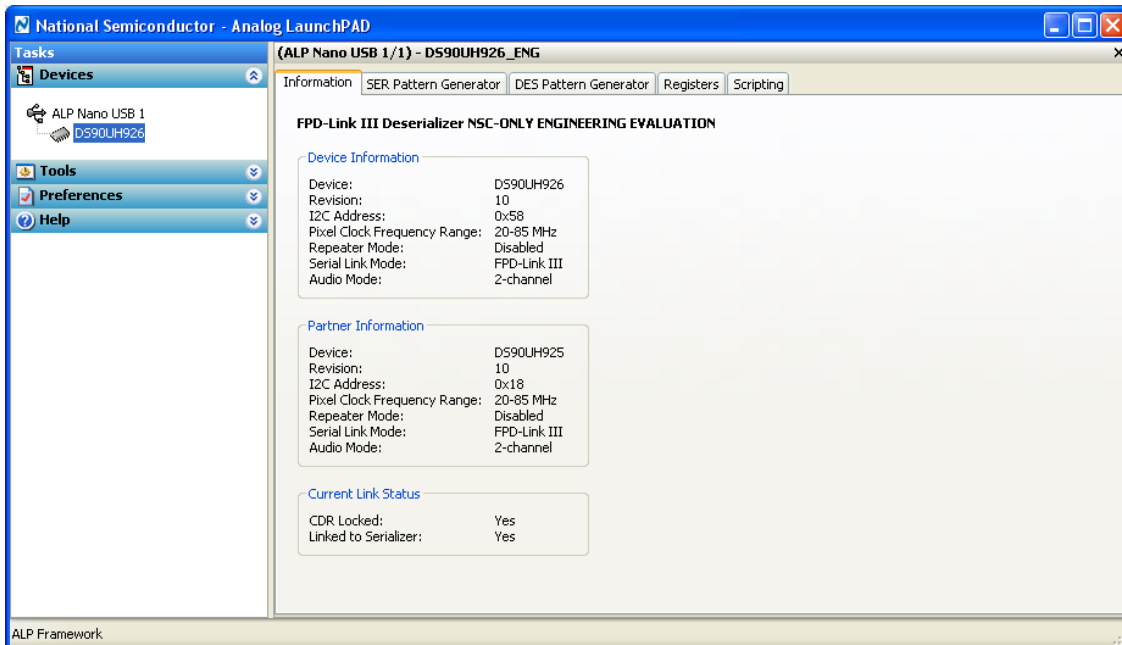 National Semiconductor - Analog LaunchPAD
Tasks
Devices
ALP Nano USB 1
DS90UH926
Tools
Preferences
Help
(ALP Nano USB 1/1) - DS90UH926_ENG
Information SER Pattern Generator DES Pattern Generator Registers Scripting
FPD-Link III Deserializer NSC-ONLY ENGINEERING EVALUATION
Device Information
Device: DS90UH926
Revision: 10
I2C Address: 0x58
Pixel Clock Frequency Range: 20-85 MHz
Repeater Mode: Disabled
Serial Link Mode: FPD-Link III
Audio Mode: 2-channel
Partner Information
Device: DS90UH925
Revision: 10
I2C Address: 0x18
Pixel Clock Frequency Range: 20-85 MHz
Repeater Mode: Disabled
Serial Link Mode: FPD-Link III
Audio Mode: 2-channel
Current Link Status
CDR Locked: Yes
Linked to Serializer: Yes
ALP Framework